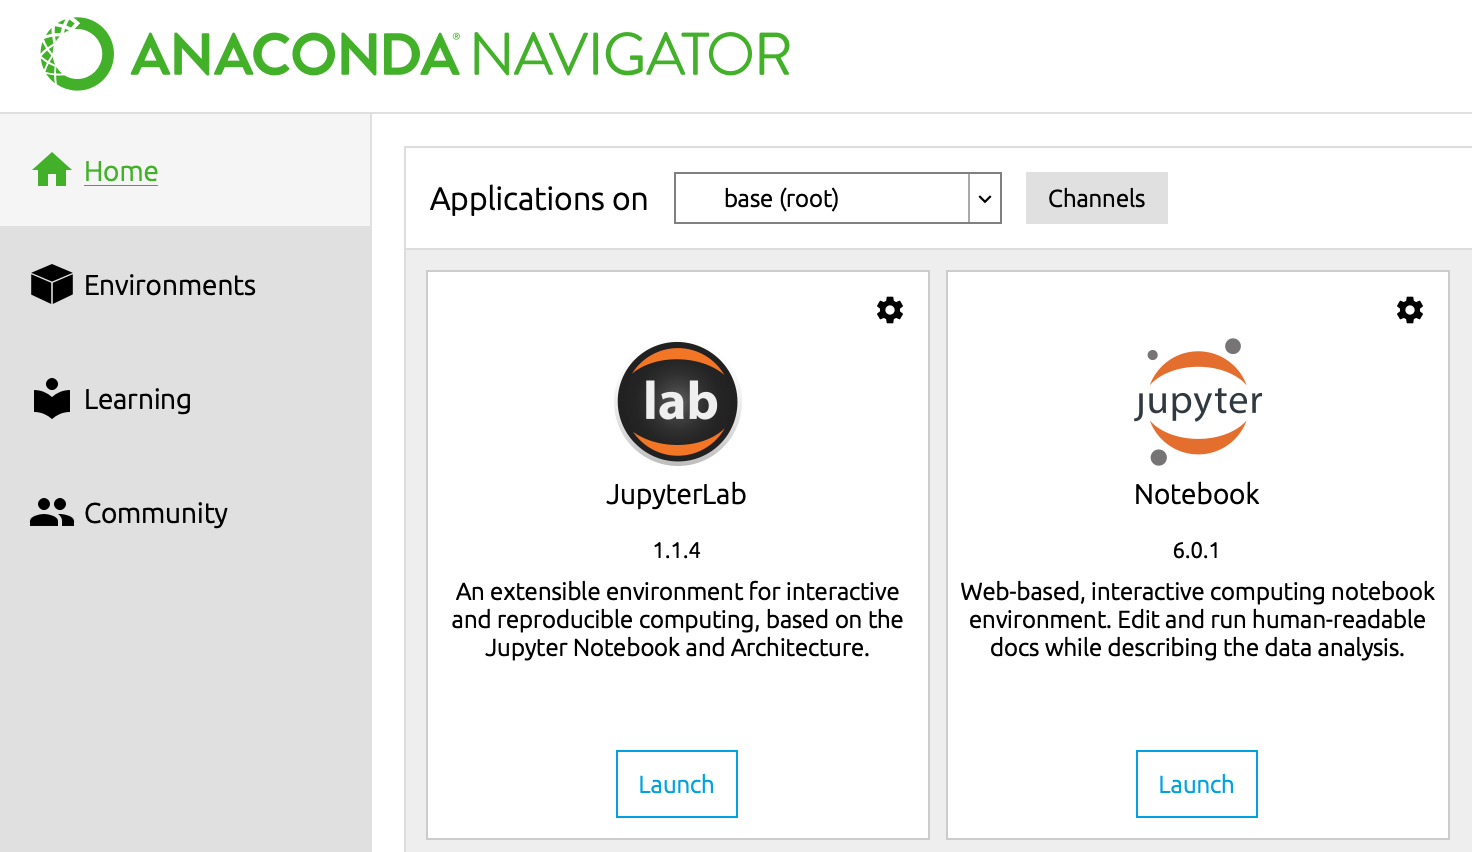 ANACONDA® NAVIGATOR
Home
Environments
Learning
Community
Applications on
base (root)
Channels
lab
JupyterLab
1.1.4
An extensible environment for interactive
and reproducible computing, based on the
Jupyter Notebook and Architecture.
Launch
jupyter
Notebook
6.0.1
Web-based, interactive computing notebook
environment. Edit and run human-readable
docs while describing the data analysis.
Launch